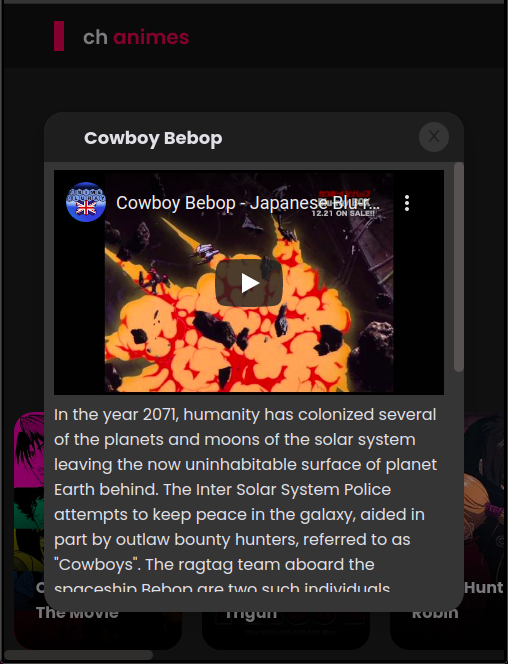 ch animes
Cowboy Bebop
X
Cowboy Bebop - Japanese Blu-r...
12.21 ON SALE!!
In the year 2071, humanity has colonized several
of the planets and moons of the solar system
leaving the now uninhabitable surface of planet
Earth behind. The Inter Solar System Police
attempts to keep peace in the galaxy, aided in
part by outlaw bounty hunters, referred to as
"Cowboys". The ragtag team aboard the
spaceship Bebop are two such individuals.
Hunt
The Movie
Trigun
Robin